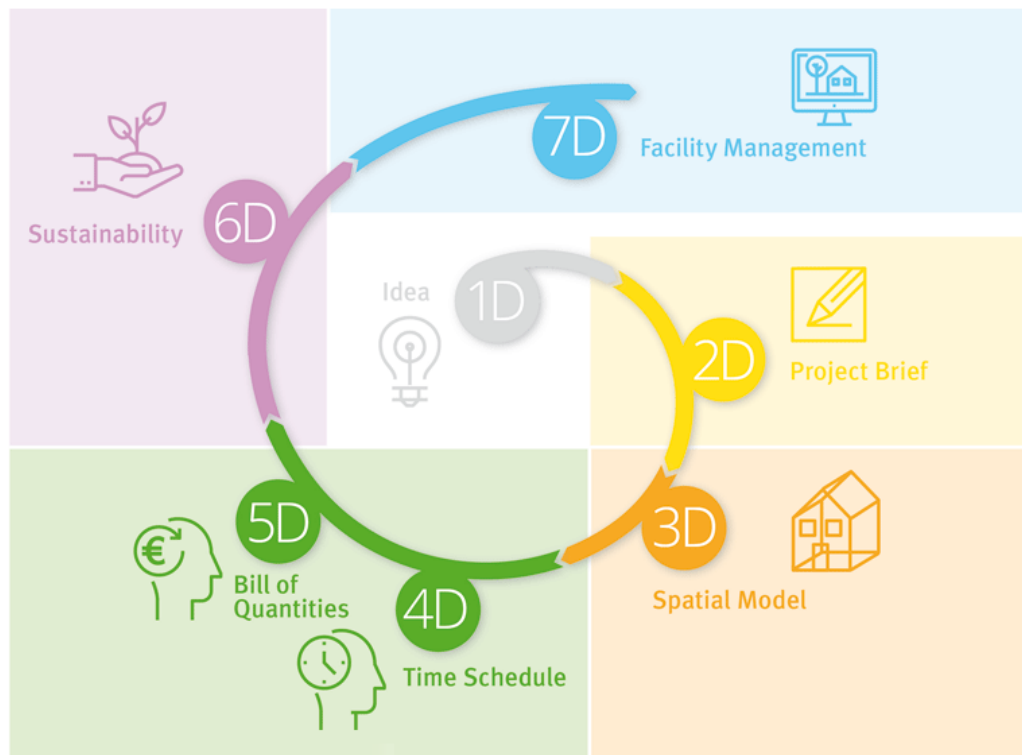 7D
Facility Management
6D
Sustainability
1D
Idea
2D
Project Brief
3D
Spatial Model
5D
€
Bill of
Quantities
4D
Time Schedule